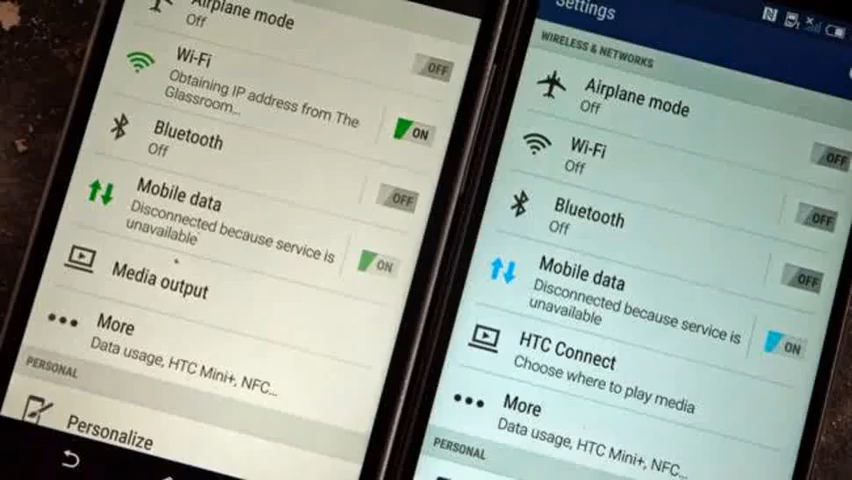 Airplane mode
Off
Wi-Fi
OFF
Obtaining IP address from The
Glassroom...
ON
Bluetooth
Off
OFF
Mobile data
Disconnected because service is
unavailable
ON
Media output
More
Data usage, HTC Mini+, NFC...
PERSONAL
Personalize
Settings
WIRELESS & NETWORKS
Airplane mode
Off
OFF
Wi-Fi
Off
OFF
Bluetooth
Off
OFF
Mobile data
Disconnected because service is
unavailable
ON
HTC Connect
Choose where to play media
More
Data usage, HTC Mini+, NFC...
PERSONAL